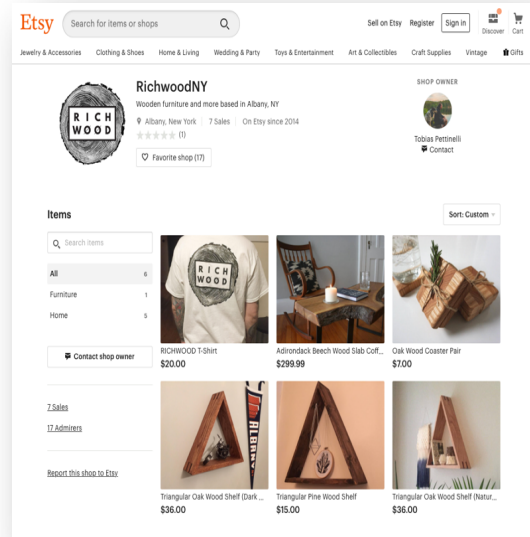 Etsy
Search for items or shops
Sell on Etsy Register Sign in
Discover Cart
Jewelry & Accessories Clothing & Shoes Home & Living Wedding & Party Toys & Entertainment Art & Collectibles Craft Supplies Vintage Gifts
RICH
WOOD
RichwoodNY
Wooden furniture and more based in Albany, NY
Albany, New York 7 Sales On Etsy since 2014
(1)
Favorite shop (17)
SHOP OWNER
Tobias Pettinelli
Contact
Items
Sort: Custom
Search items
All 6
Furniture 1
Home 5
Contact shop owner
7 Sales
17 Admirers
Report this shop to Etsy
RICH
WOOD
RICHWOOD T-Shirt
$20.00
Adirondack Beech Wood Slab Coff...
$299.99
Oak Wood Coaster Pair
$7.00
ALBANY
Triangular Oak Wood Shelf (Dark ...
$36.00
Triangular Pine Wood Shelf
$15.00
Triangular Oak Wood Shelf (Natur...
$36.00